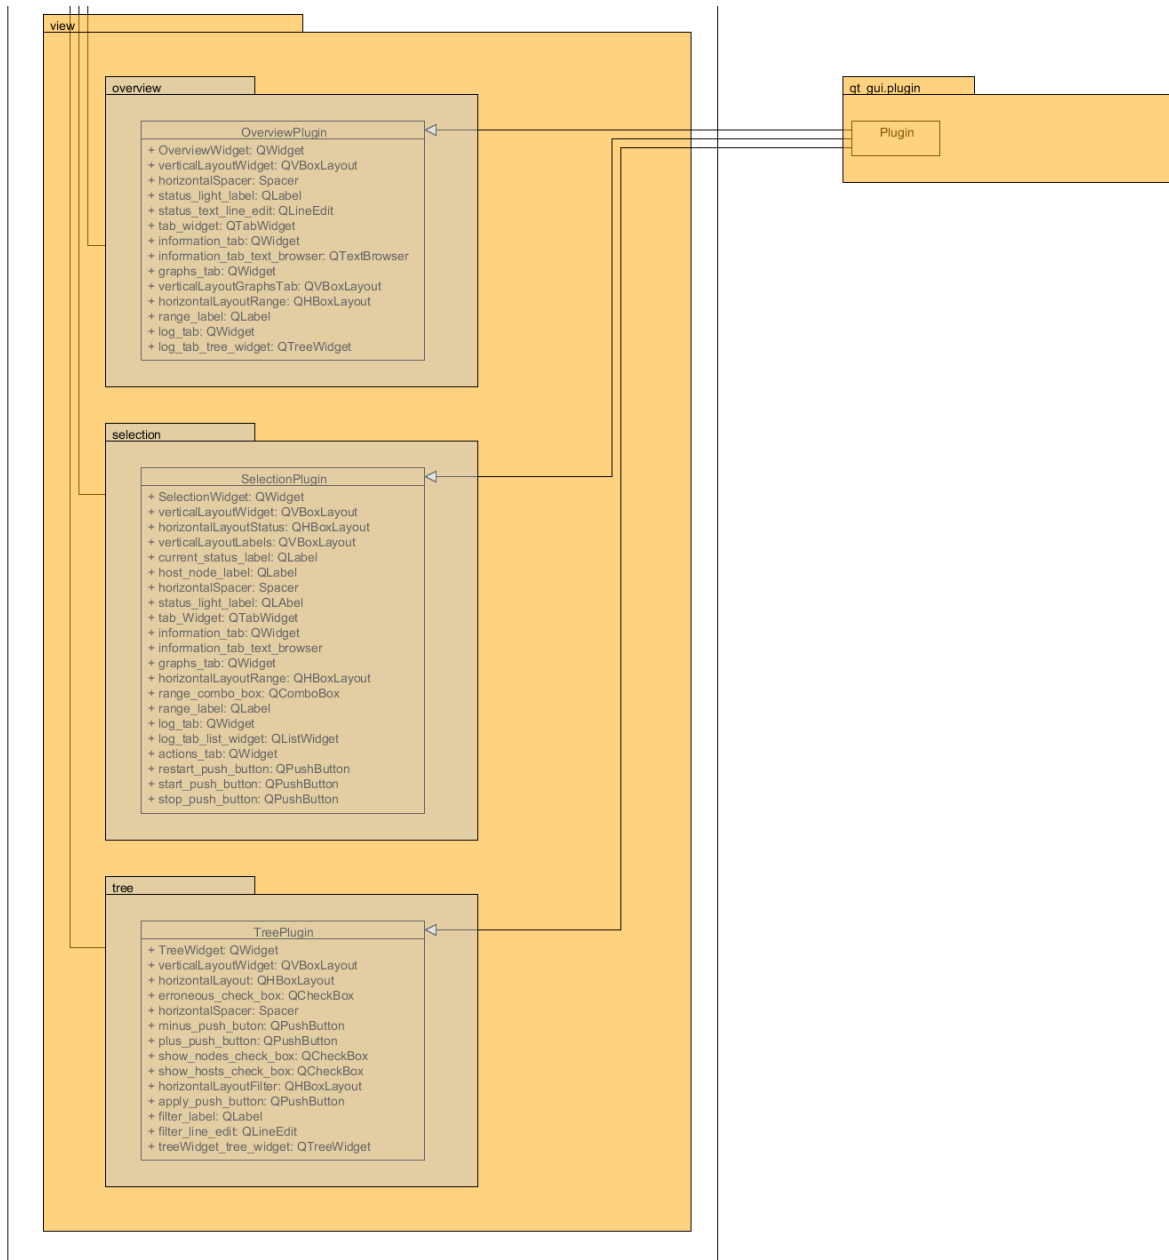 view
overview
OverviewPlugin
+ OverviewWidget: QWidget
+ verticalLayoutWidget: QVBoxLayout
+ horizontalSpacer: Spacer
+ status_light_label: QLabel
+ status_text_line_edit: QLineEdit
+ tab_widget: QTabWidget
+ information_tab: QWidget
+ information_tab_text_browser: QTextBrowser
+ graphs_tab: QWidget
+ verticalLayoutGraphsTab: QVBoxLayout
+ horizontalLayoutRange: QHBoxLayout
+ range_label: QLabel
+ log_tab: QWidget
+ log_tab_tree_widget: QTreeWidget
qt_gui.plugin
Plugin
selection
SelectionPlugin
+ SelectionWidget: QWidget
+ verticalLayoutWidget: QVBoxLayout
+ horizontalLayoutStatus: QHBoxLayout
+ verticalLayoutLabels: QVBoxLayout
+ current_status_label: QLabel
+ host_node_label: QLabel
+ horizontalSpacer: Spacer
+ status_light_label: QLAbel
+ tab_Widget: QTabWidget
+ information_tab: QWidget
+ information_tab_text_browser
+ graphs_tab: QWidget
+ horizontalLayoutRange: QHBoxLayout
+ range_combo_box: QComboBox
+ range_label: QLabel
+ log_tab: QWidget
+ log_tab_list_widget: QListWidget
+ actions_tab: QWidget
+ restart_push_button: QPushButton
+ start_push_button: QPushButton
+ stop_push_button: QPushButton
tree
TreePlugin
+ TreeWidget: QWidget
+ verticalLayoutWidget: QVBoxLayout
+ horizontalLayout: QHBoxLayout
+ erroneous_check_box: QCheckBox
+ horizontalSpacer: Spacer
+ minus_push_buton: QPushButton
+ plus_push_button: QPushButton
+ show_nodes_check_box: QCheckBox
+ show_hosts_check_box: QCheckBox
+ horizontalLayoutFilter: QHBoxLayout
+ apply_push_button: QPushButton
+ filter_label: QLabel
+ filter_line_edit: QLineEdit
+ treeWidget_tree_widget: QTreeWidget